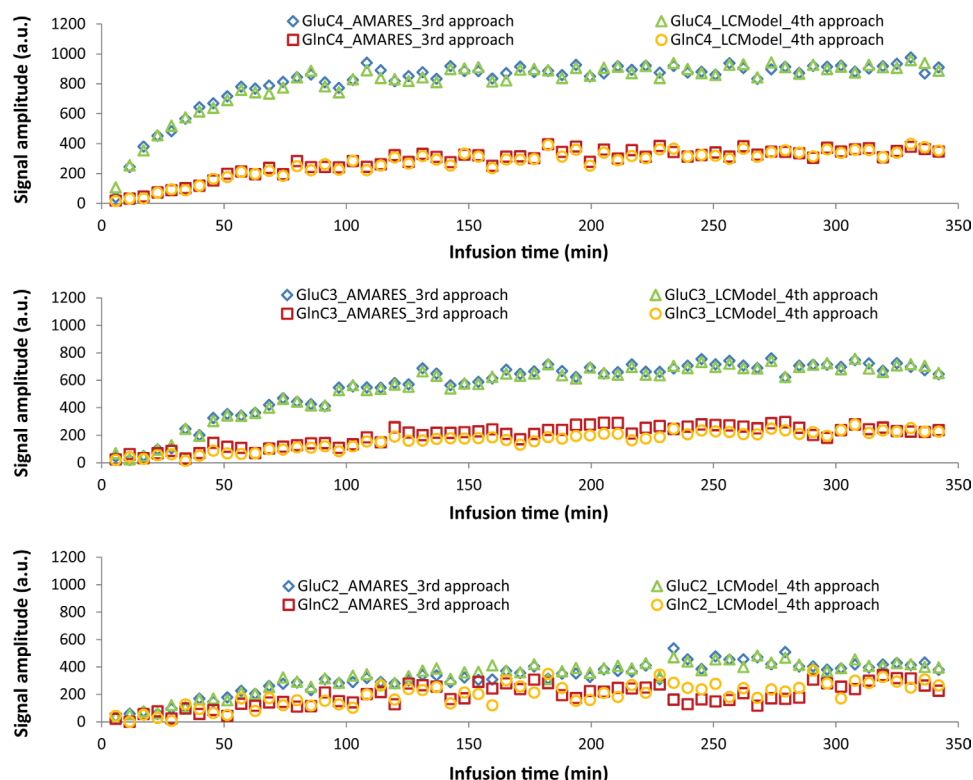 GluC4_AMARES_3rd approach GluC4_LCModel_4th approach
GlnC4_AMARES_3rd approach GlnC4_LCModel_4th approach
Signal amplitude (a.u.)
1200
1000
800
600
400
200
0
0 50 100 150 200 250 300 350
Infusion time (min)
GluC3_AMARES_3rd approach GluC3_LCModel_4th approach
GlnC3_AMARES_3rd approach GlnC3_LCModel_4th approach
Signal amplitude (a.u.)
1200
1000
800
600
400
200
0
0 50 100 150 200 250 300 350
Infusion time (min)
GluC2_AMARES_3rd approach GluC2_LCModel_4th approach
GlnC2_AMARES_3rd approach GlnC2_LCModel_4th approach
Signal amplitude (a.u.)
1200
1000
800
600
400
200
0
0 50 100 150 200 250 300 350
Infusion time (min)